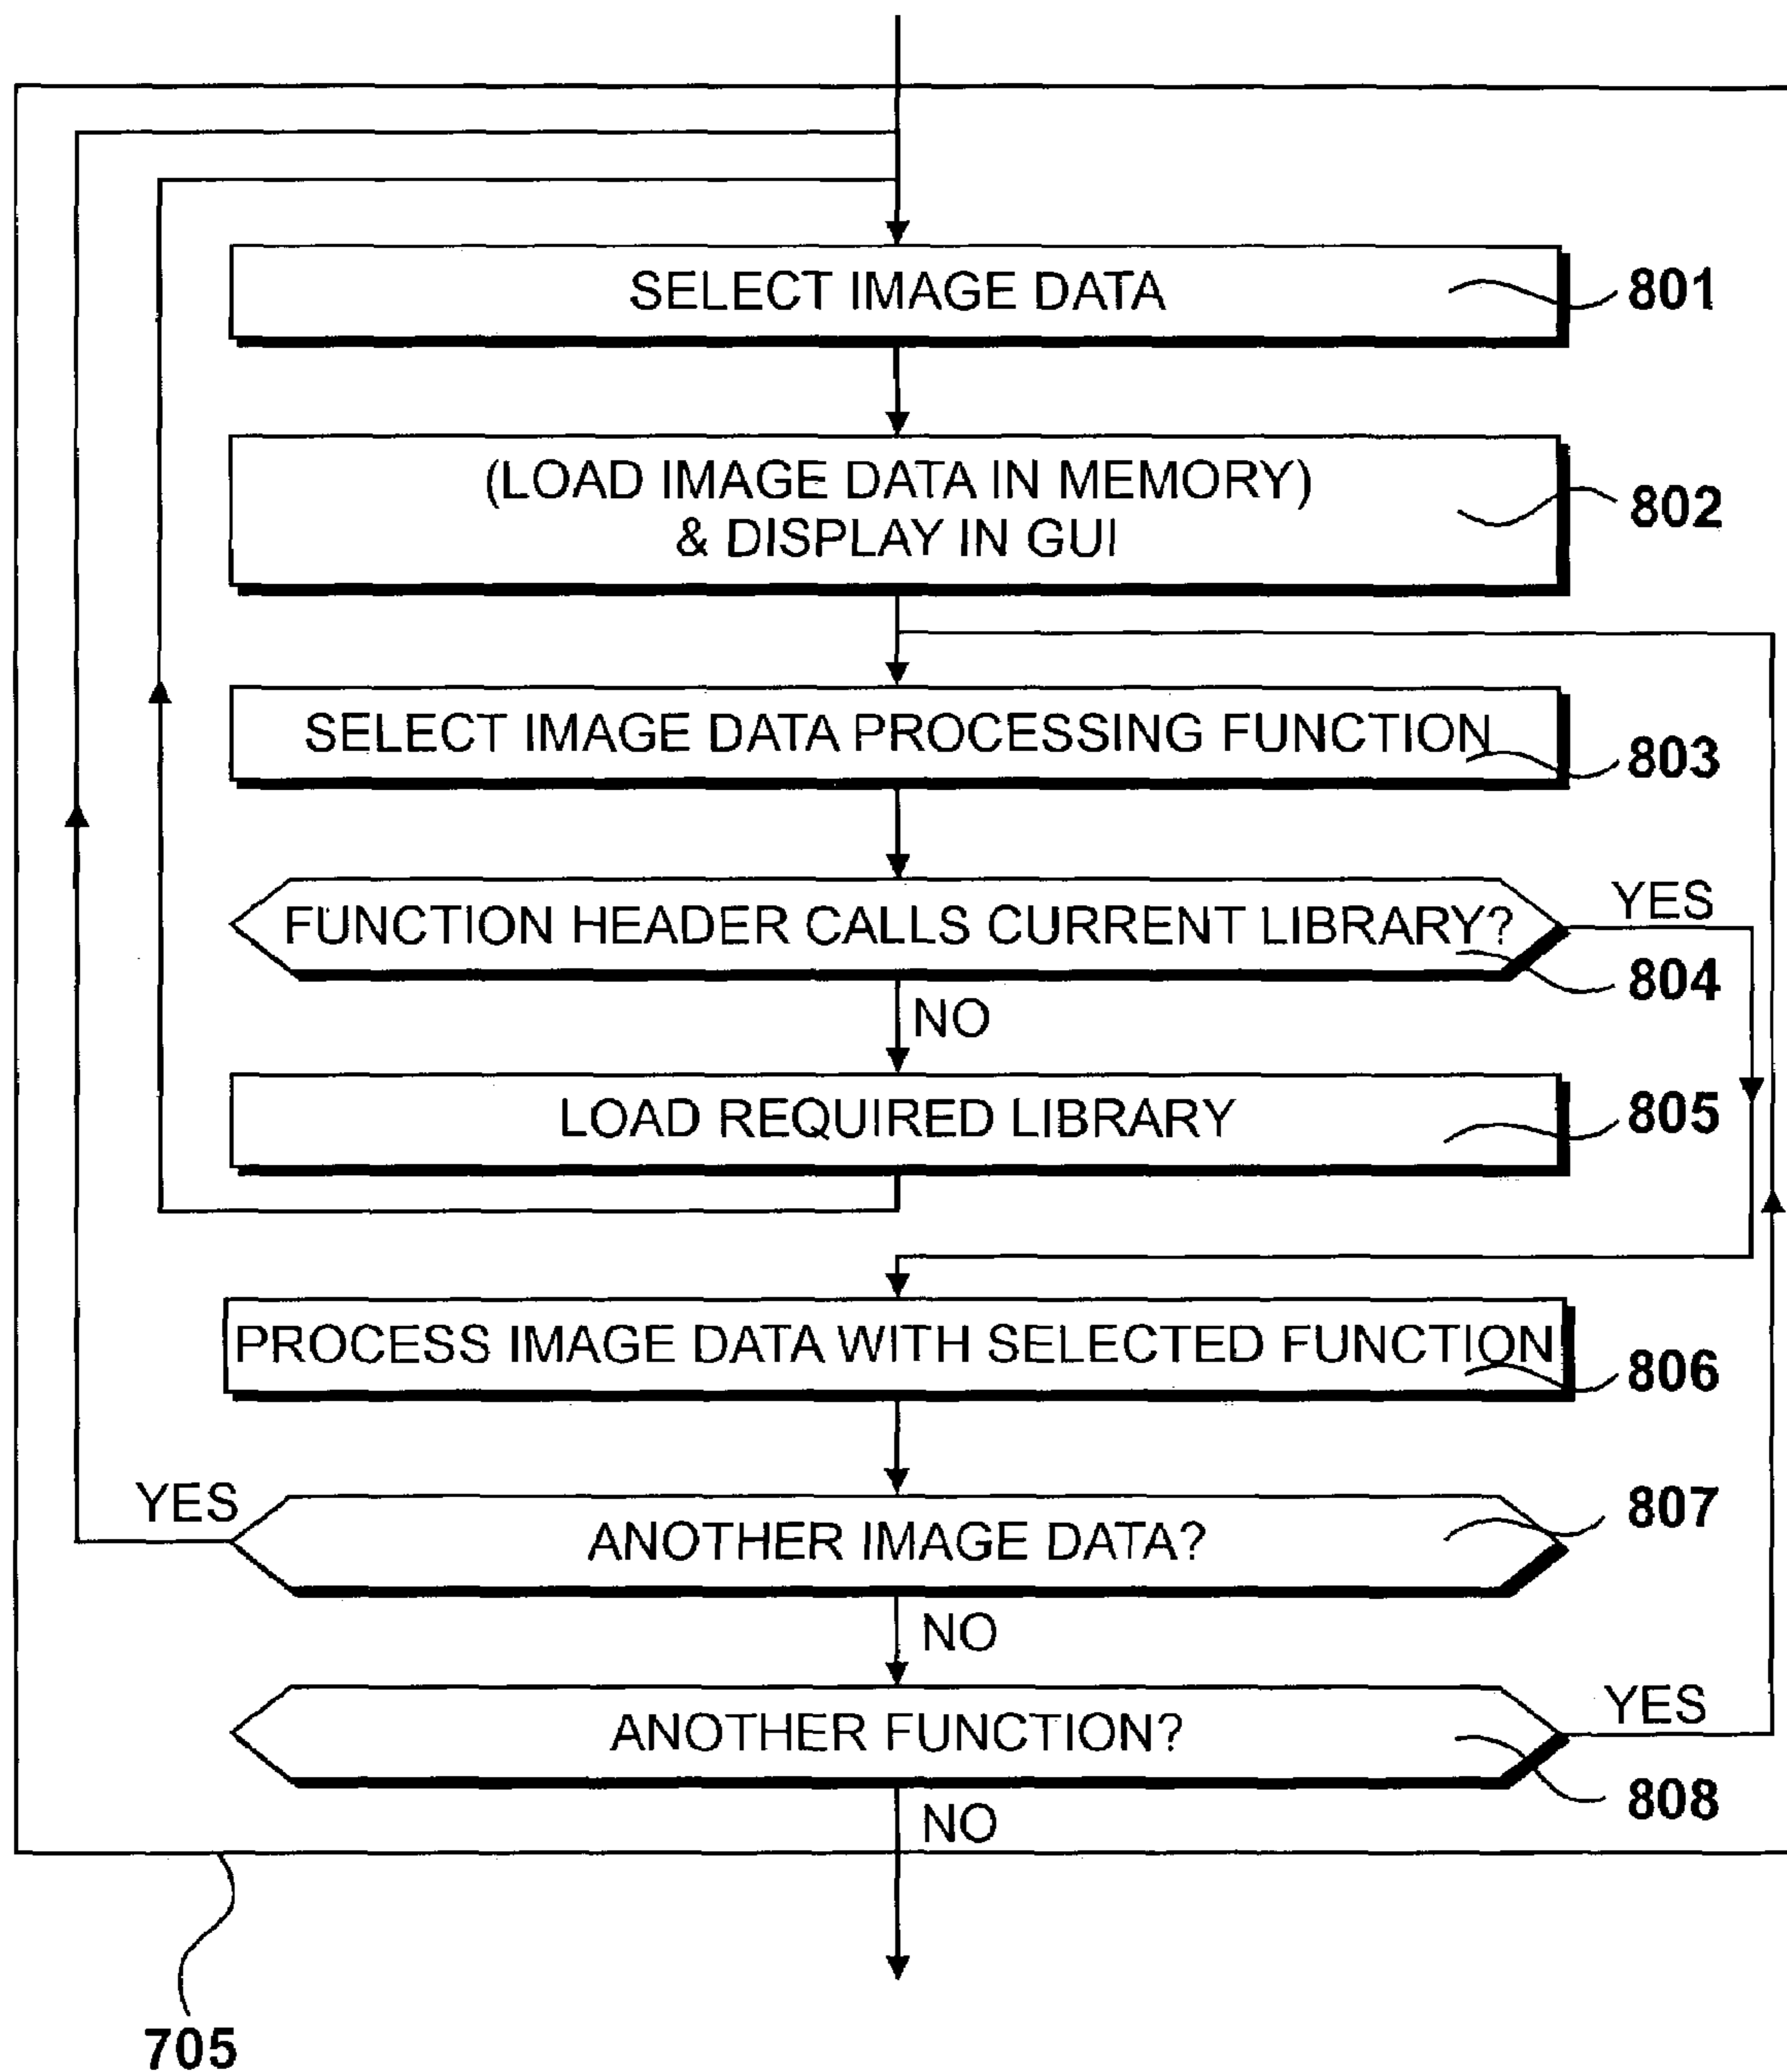 SELECT IMAGE DATA
801
(LOAD IMAGE DATA IN MEMORY)
& DISPLAY IN GUI
802
SELECT IMAGE DATA PROCESSING FUNCTION
803
FUNCTION HEADER CALLS CURRENT LIBRARY?
YES
804
NO
LOAD REQUIRED LIBRARY
805
PROCESS IMAGE DATA WITH SELECTED FUNCTION
806
YES
ANOTHER IMAGE DATA?
807
NO
ANOTHER FUNCTION?
YES
808
NO
705